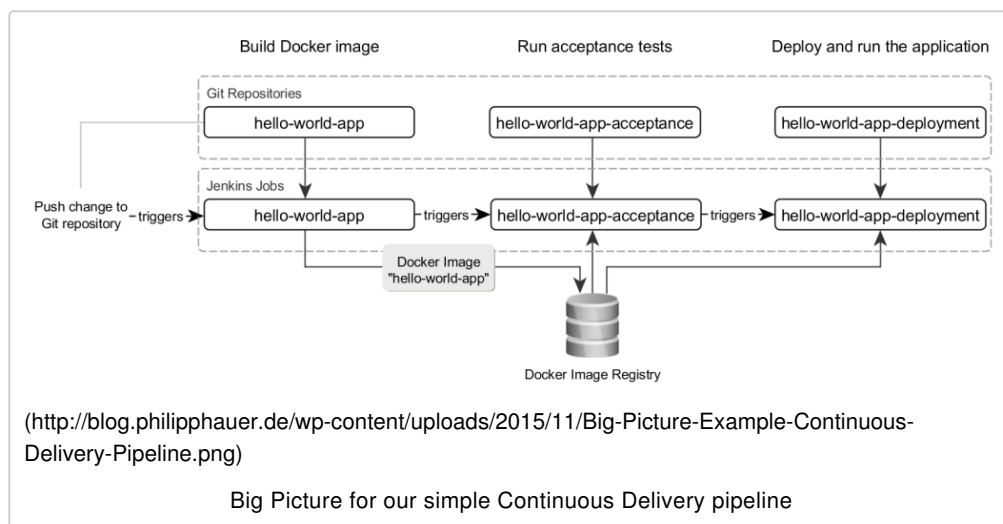 Build Docker image
Run acceptance tests
Deploy and run the application
Git Repositories
hello-world-app
hello-world-app-acceptance
hello-world-app-deployment
Jenkins Jobs
Push change to
Git repository
triggers
hello-world-app
triggers
hello-world-app-acceptance
triggers
hello-world-app-deployment
Docker Image
"hello-world-app"
Docker Image Registry
(http://blog.philipphauer.de/wp-content/uploads/2015/11/Big-Picture-Example-Continuous-
Delivery-Pipeline.png)
Big Picture for our simple Continuous Delivery pipeline